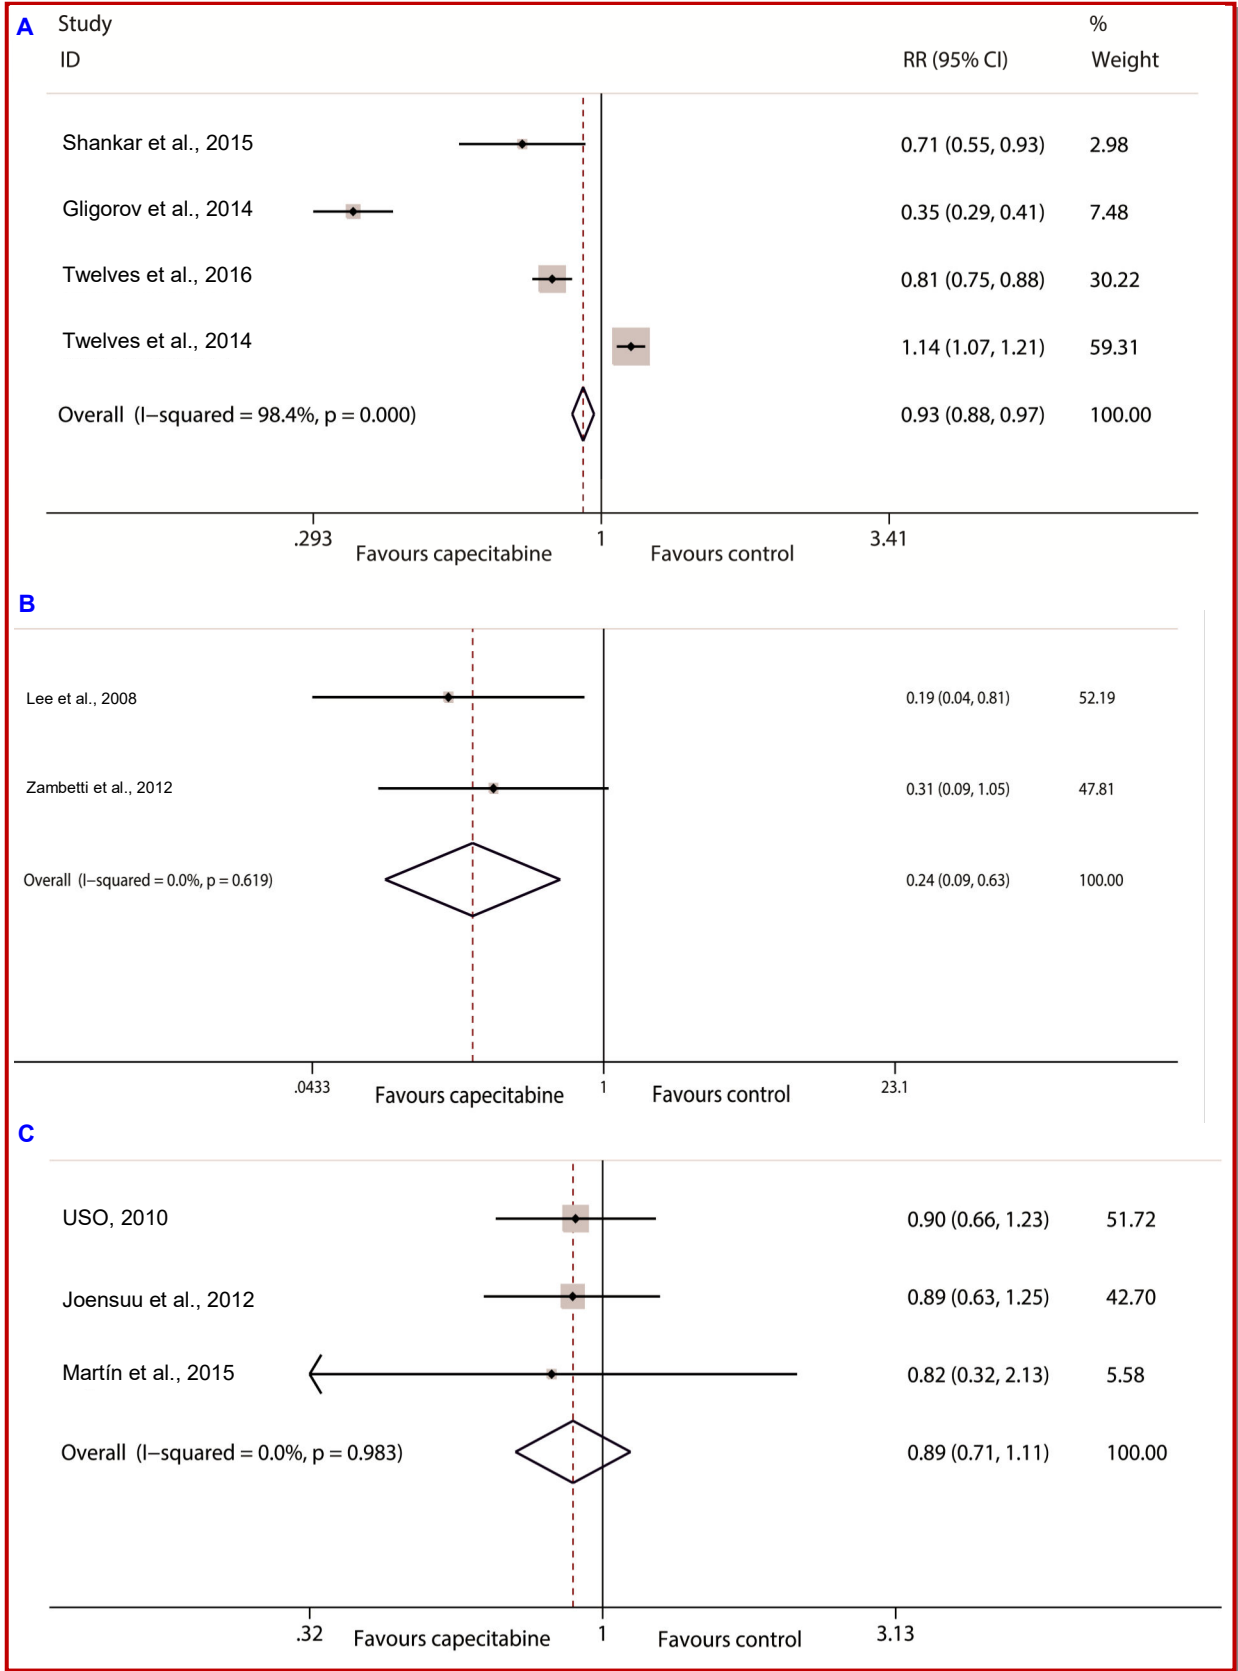 A Study %
ID RR (95% CI) Weight
Shankar et al., 2015 0.71 (0.55, 0.93) 2.98
Gligorov et al., 2014 0.35 (0.29, 0.41) 7.48
Twelves et al., 2016 0.81 (0.75, 0.88) 30.22
Twelves et al., 2014 1.14 (1.07, 1.21) 59.31
Overall (I−squared = 98.4%, p = 0.000) 0.93 (0.88, 0.97) 100.00
.293 1 3.41
Favours capecitabine Favours control
B
Lee et al., 2008 0.19 (0.04, 0.81) 52.19
Zambetti et al., 2012 0.31 (0.09, 1.05) 47.81
Overall (I−squared = 0.0%, p = 0.619) 0.24 (0.09, 0.63) 100.00
.0433 1 23.1
Favours capecitabine Favours control
C
USO, 2010 0.90 (0.66, 1.23) 51.72
Joensuu et al., 2012 0.89 (0.63, 1.25) 42.70
Martín et al., 2015 0.82 (0.32, 2.13) 5.58
Overall (I−squared = 0.0%, p = 0.983) 0.89 (0.71, 1.11) 100.00
.32 1 3.13
Favours capecitabine Favours control